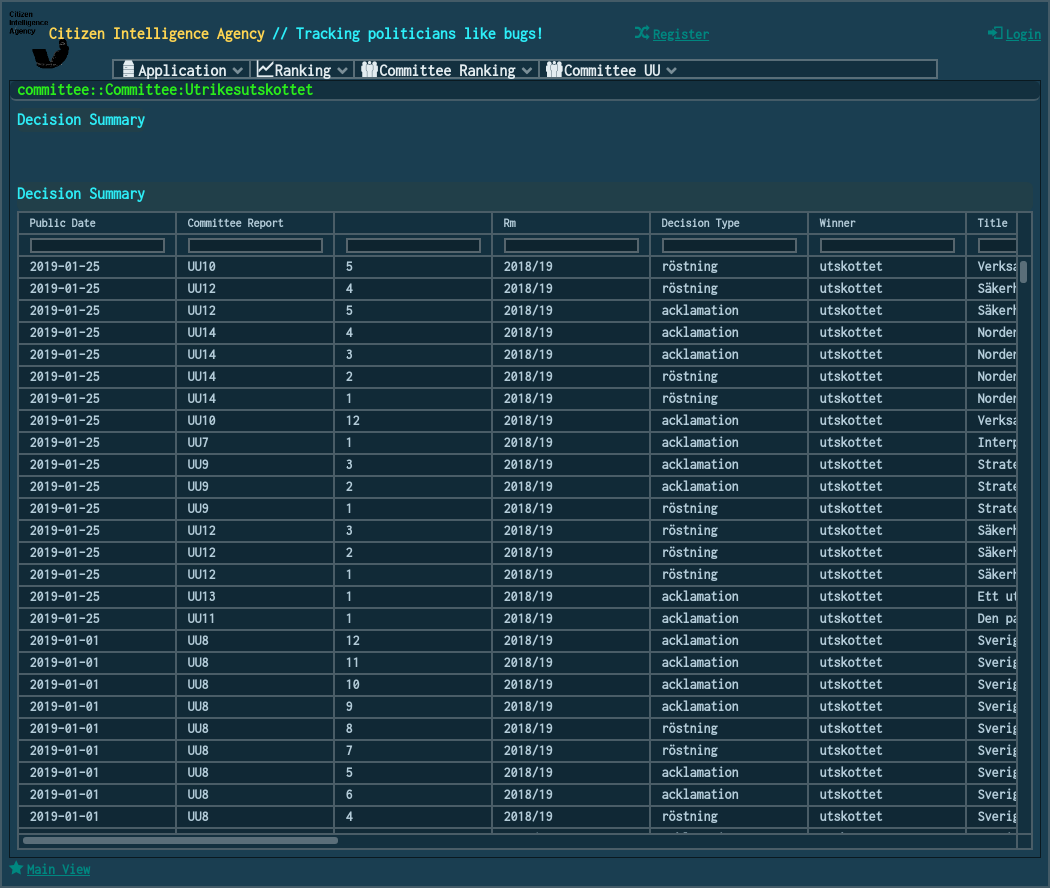 Citizen
Intelligence
Agency
Citizen Intelligence Agency // Tracking politicians like bugs!
Register
Login
Application Ranking Committee Ranking Committee UU
committee::Committee:Utrikesutskottet
Decision Summary
Decision Summary
Public Date Committee Report Rm Decision Type Winner Title
2019-01-25 UU10 5 2018/19 röstning utskottet Verksa
2019-01-25 UU12 4 2018/19 röstning utskottet Säkerh
2019-01-25 UU12 5 2018/19 acklamation utskottet Säkerh
2019-01-25 UU14 4 2018/19 acklamation utskottet Norden
2019-01-25 UU14 3 2018/19 acklamation utskottet Norden
2019-01-25 UU14 2 2018/19 röstning utskottet Norden
2019-01-25 UU14 1 2018/19 röstning utskottet Norden
2019-01-25 UU10 12 2018/19 acklamation utskottet Verksa
2019-01-25 UU7 1 2018/19 acklamation utskottet Interp
2019-01-25 UU9 3 2018/19 acklamation utskottet Strate
2019-01-25 UU9 2 2018/19 acklamation utskottet Strate
2019-01-25 UU9 1 2018/19 röstning utskottet Strate
2019-01-25 UU12 3 2018/19 röstning utskottet Säkerh
2019-01-25 UU12 2 2018/19 röstning utskottet Säkerh
2019-01-25 UU12 1 2018/19 röstning utskottet Säkerh
2019-01-25 UU13 1 2018/19 acklamation utskottet Ett ut
2019-01-25 UU11 1 2018/19 acklamation utskottet Den pa
2019-01-01 UU8 12 2018/19 acklamation utskottet Sverig
2019-01-01 UU8 11 2018/19 acklamation utskottet Sverig
2019-01-01 UU8 10 2018/19 acklamation utskottet Sverig
2019-01-01 UU8 9 2018/19 acklamation utskottet Sverig
2019-01-01 UU8 8 2018/19 röstning utskottet Sverig
2019-01-01 UU8 7 2018/19 röstning utskottet Sverig
2019-01-01 UU8 5 2018/19 acklamation utskottet Sverig
2019-01-01 UU8 6 2018/19 acklamation utskottet Sverig
2019-01-01 UU8 4 2018/19 röstning utskottet Sverig
Main View